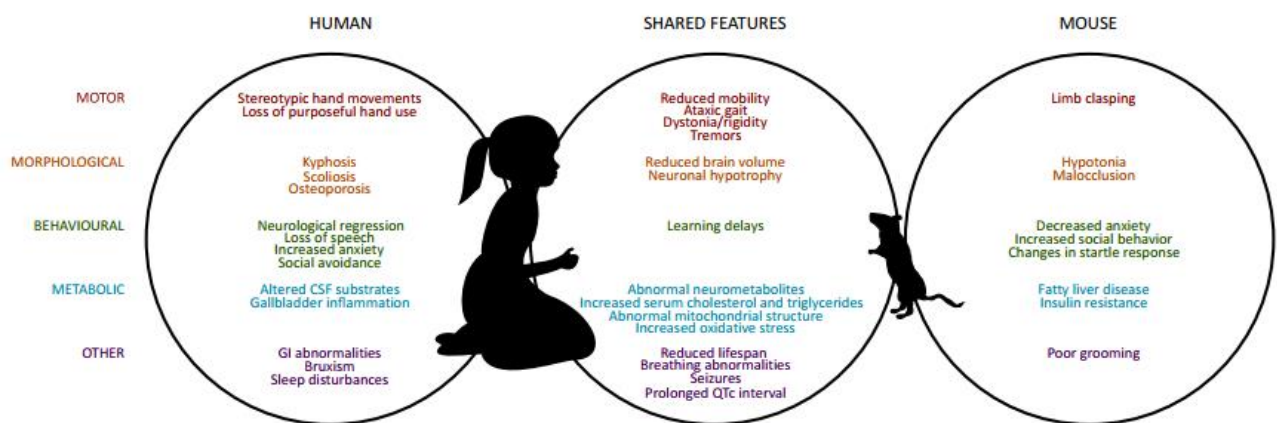 HUMAN
SHARED FEATURES
MOUSE
MOTOR
Stereotypic hand movements
Loss of purposeful hand use
Reduced mobility
Ataxic gait
Dystonia/rigidity
Tremors
Limb clasping
MORPHOLOGICAL
Kyphosis
Scoliosis
Osteoporosis
Reduced brain volume
Neuronal hypotrophy
Hypotonia
Malocclusion
BEHAVIOURAL
Neurological regression
Loss of speech
Increased anxiety
Social avoidance
Learning delays
Decreased anxiety
Increased social behavior
Changes in startle response
METABOLIC
Altered CSF substrates
Gallbladder inflammation
Abnormal neurometabolites
Increased serum cholesterol and triglycerides
Abnormal mitochondrial structure
Increased oxidative stress
Fatty liver disease
Insulin resistance
OTHER
GI abnormalities
Bruxism
Sleep disturbances
Reduced lifespan
Breathing abnormalities
Seizures
Prolonged QTc interval
Poor grooming